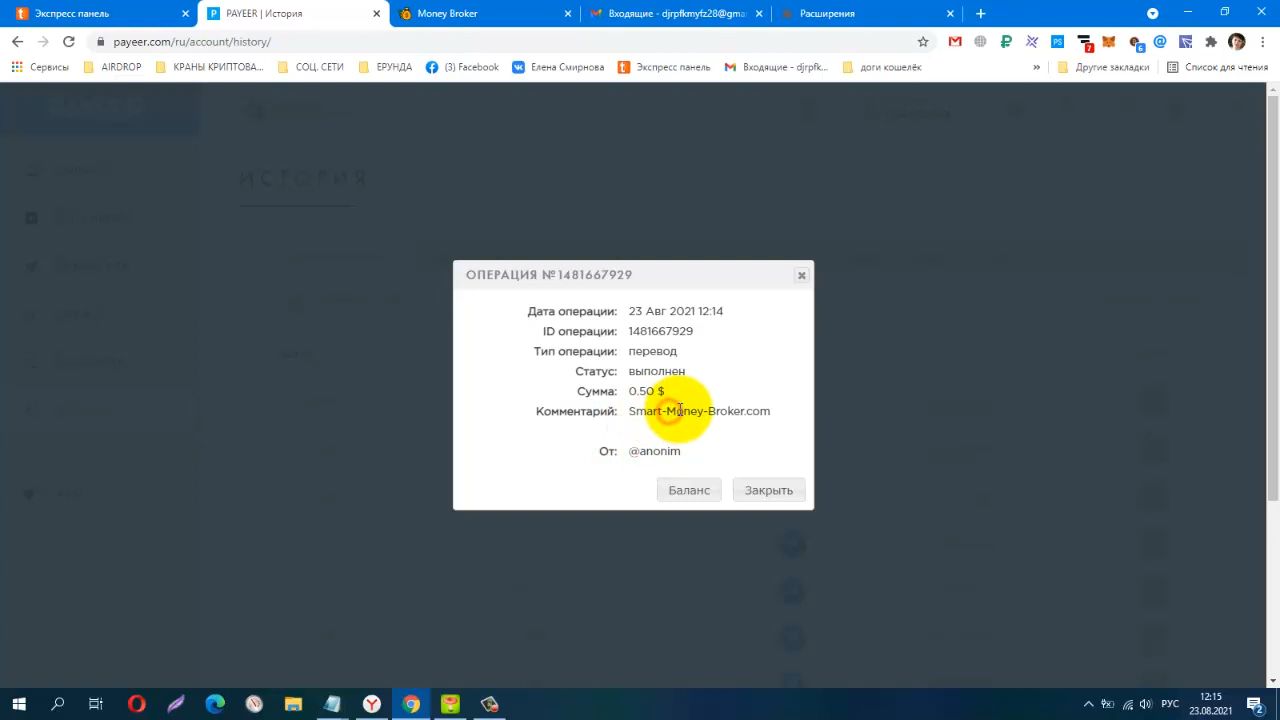 Экспресс панель
PAYEER | История
Money Broker
Входящие - djrpfkmyfz28@gma
Расширения
payeer.com/ru/account/history/
Сервисы
AIRDROP
КРАНЫ КРИПТОВА...
СОЦ. СЕТИ
ЕРУНДА
(3) Facebook
Елена Смирнова
Экспресс панель
Входящие - djrpfk...
доги кошелёк
»
Другие закладки
Список для чтения
ИСТОРИЯ
ОПЕРАЦИЯ №1481667929
Дата операции: 23 Авг 2021 12:14
ID операции: 1481667929
Тип операции: перевод
Статус: выполнен
Сумма: 0.50 $
Комментарий: Smart-Money-Broker.com
От: @anonim
Баланс
Закрыть
РУС
12:15
23.08.2021
2